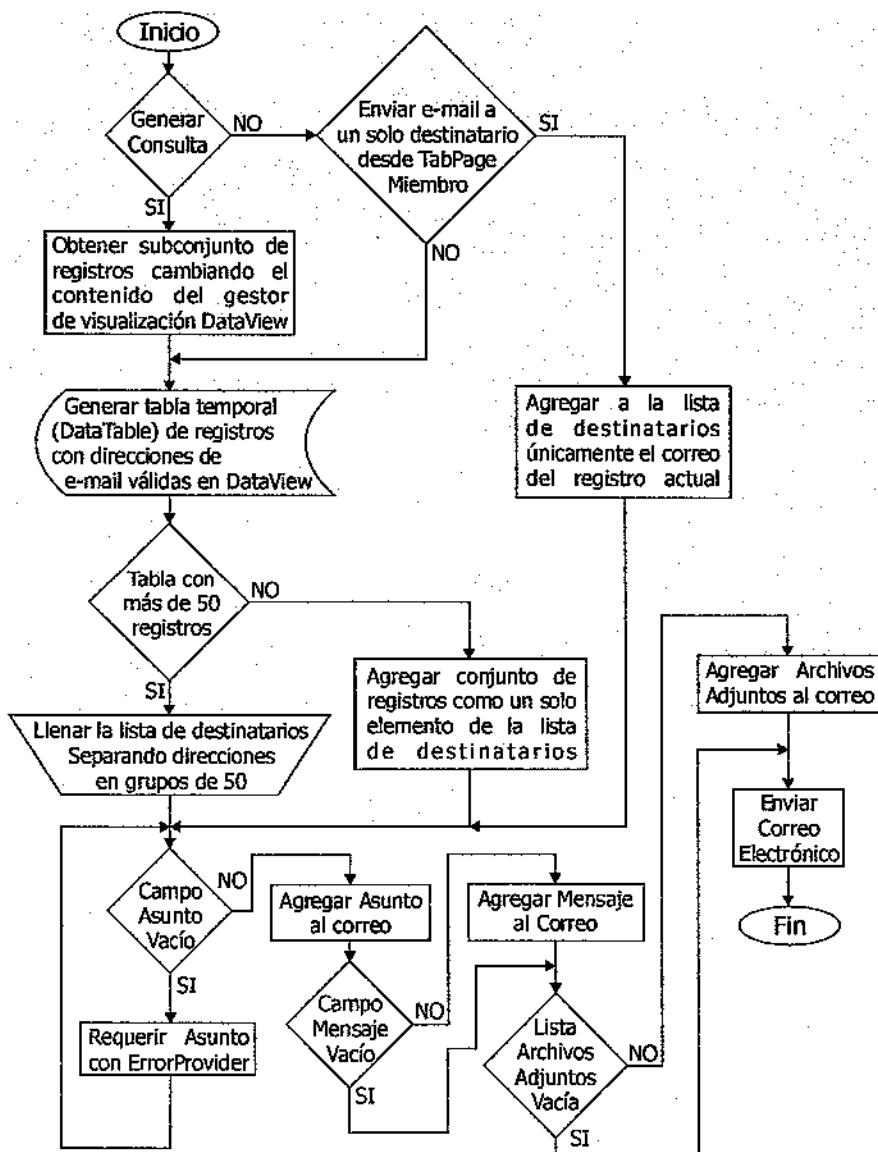 Inicio
Generar
Consulta
NO
SI
Enviar e-mail a
un solo destinatario
desde TabPage
Miembro
SI
NO
Obtener subconjunto de
registros cambiando el
contenido del gestor
de visualización DataView
Generar tabla temporal
(DataTable) de registros
con direcciones de
e-mail válidas en DataView
Agregar a la lista
de destinatarios
únicamente el correo
del registro actual
Tabla con
más de 50
registros
NO
SI
Llenar la lista de destinatarios
Separando direcciones
en grupos de 50
Agregar conjunto de
registros como un solo
elemento de la lista
de destinatarios
Campo
Asunto
Vacío
NO
SI
Requerir Asunto
con ErrorProvider
Agregar Asunto
al correo
Campo
Mensaje
Vacío
NO
SI
Agregar Mensaje
al Correo
Lista
Archivos
Adjuntos
Vacía
NO
SI
Agregar Archivos
Adjuntos al correo
Enviar
Correo
Electrónico
Fin